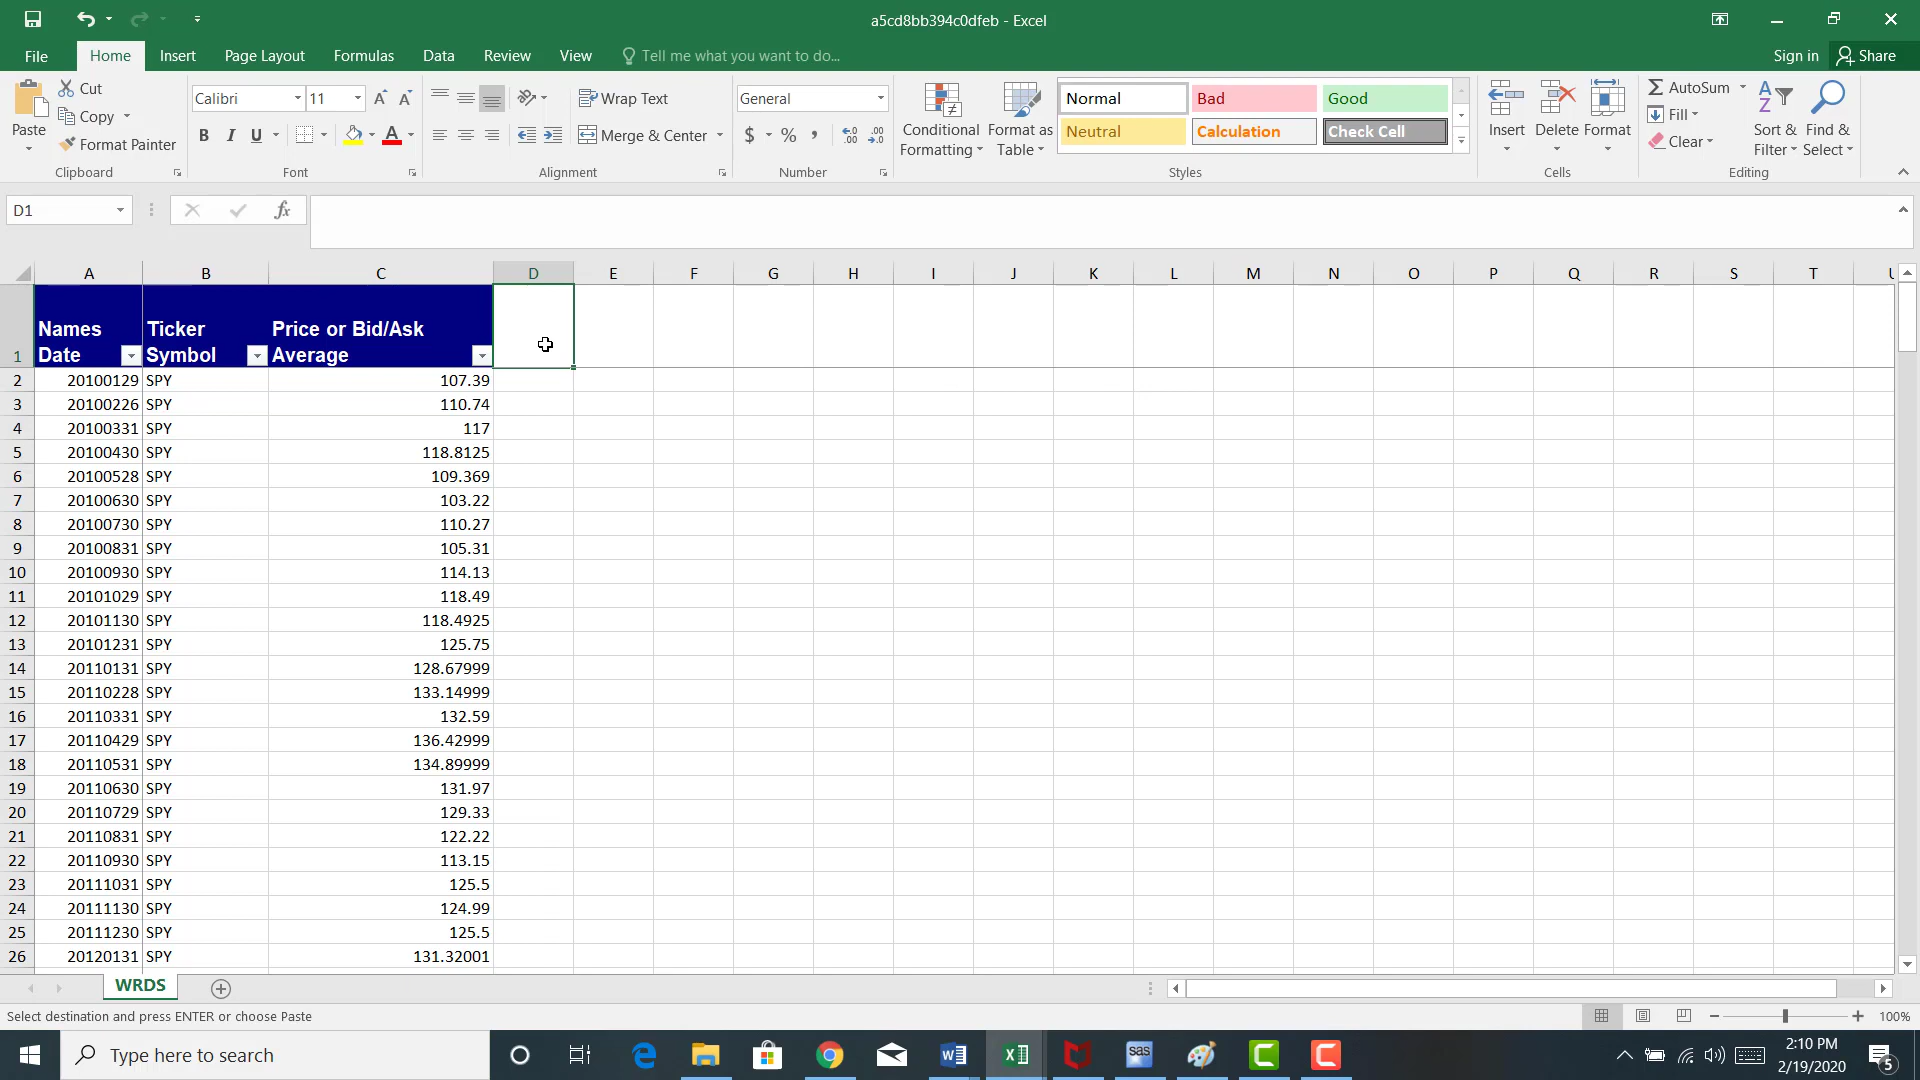 a5cd8bb394c0dfeb - Excel
File Home Insert Page Layout Formulas Data Review View Tell me what you want to do... Sign in Share
Paste Cut Copy Format Painter Clipboard
Calibri 11 B I U A A Font
Wrap Text Merge & Center Alignment
General $ % , Number
Conditional Formatting Format as Table
Normal Bad Good
Neutral Calculation Check Cell
Styles
Insert Delete Format Cells
AutoSum Fill Clear Sort & Filter Find & Select Editing
D1 fx
A B C D E F G H I J K L M N O P Q R S T U
1 Names Date Ticker Symbol Price or Bid/Ask Average
2 20100129 SPY 107.39
3 20100226 SPY 110.74
4 20100331 SPY 117
5 20100430 SPY 118.8125
6 20100528 SPY 109.369
7 20100630 SPY 103.22
8 20100730 SPY 110.27
9 20100831 SPY 105.31
10 20100930 SPY 114.13
11 20101029 SPY 118.49
12 20101130 SPY 118.4925
13 20101231 SPY 125.75
14 20110131 SPY 128.67999
15 20110228 SPY 133.14999
16 20110331 SPY 132.59
17 20110429 SPY 136.42999
18 20110531 SPY 134.89999
19 20110630 SPY 131.97
20 20110729 SPY 129.33
21 20110831 SPY 122.22
22 20110930 SPY 113.15
23 20111031 SPY 125.5
24 20111130 SPY 124.99
25 20111230 SPY 125.5
26 20120131 SPY 131.32001
WRDS
Select destination and press ENTER or choose Paste 100%
Type here to search sas 2:10 PM
2/19/2020 5